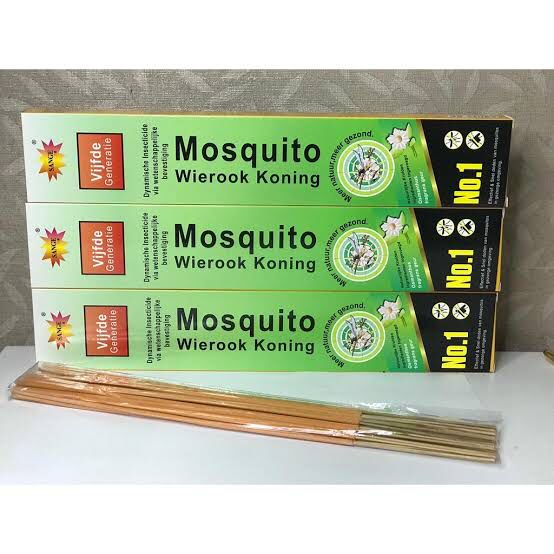 SANGE
Vijfde
Generatie
Dynamische Insecticide
via wetenschappelijke
bevestiging
Mosquito
Wierook Koning
Meer natuur,meer gezond.
No.1
SANGE
Vijfde
Generatie
Dynamische Insecticide
via wetenschappelijke
bevestiging
Mosquito
Wierook Koning
Meer natuur,meer gezond.
No.1
SANGE
Vijfde
Generatie
Dynamische Insecticide
via wetenschappelijke
bevestiging
Mosquito
Wierook Koning
Meer natuur,meer gezond.
No.1